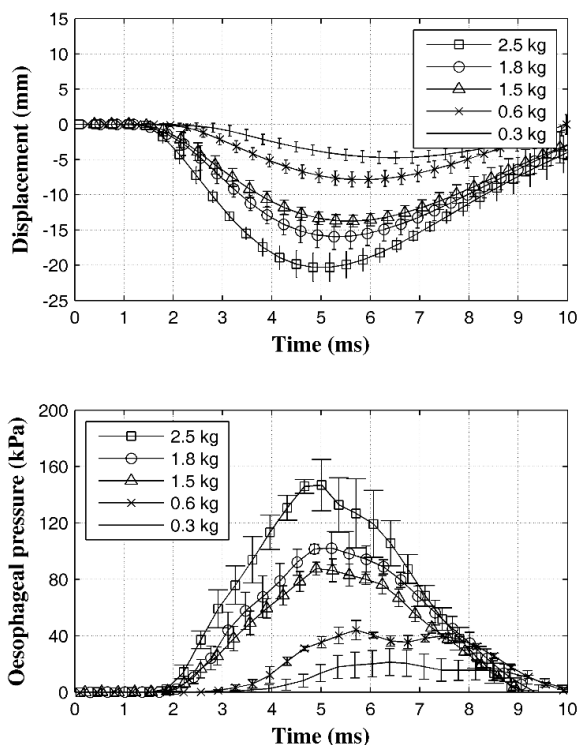 15
10
5
0
-5
-10
-15
-20
-25
Displacement (mm)
2.5 kg
1.8 kg
1.5 kg
0.6 kg
0.3 kg
0 1 2 3 4 5 6 7 8 9 10
Time (ms)
200
160
120
80
40
0
Oesophageal pressure (kPa)
2.5 kg
1.8 kg
1.5 kg
0.6 kg
0.3 kg
0 1 2 3 4 5 6 7 8 9 10
Time (ms)